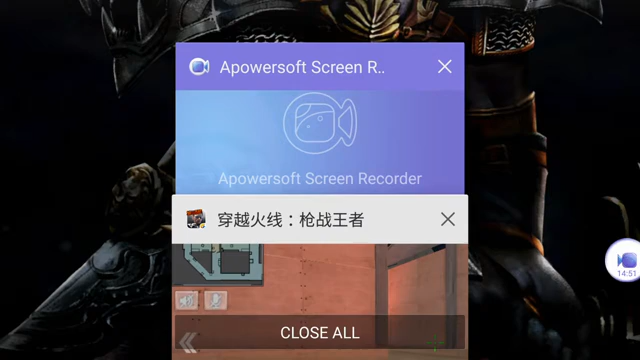 Apowersoft Screen R..
Apowersoft Screen Recorder
穿越火线：枪战王者
14:51
CLOSE ALL